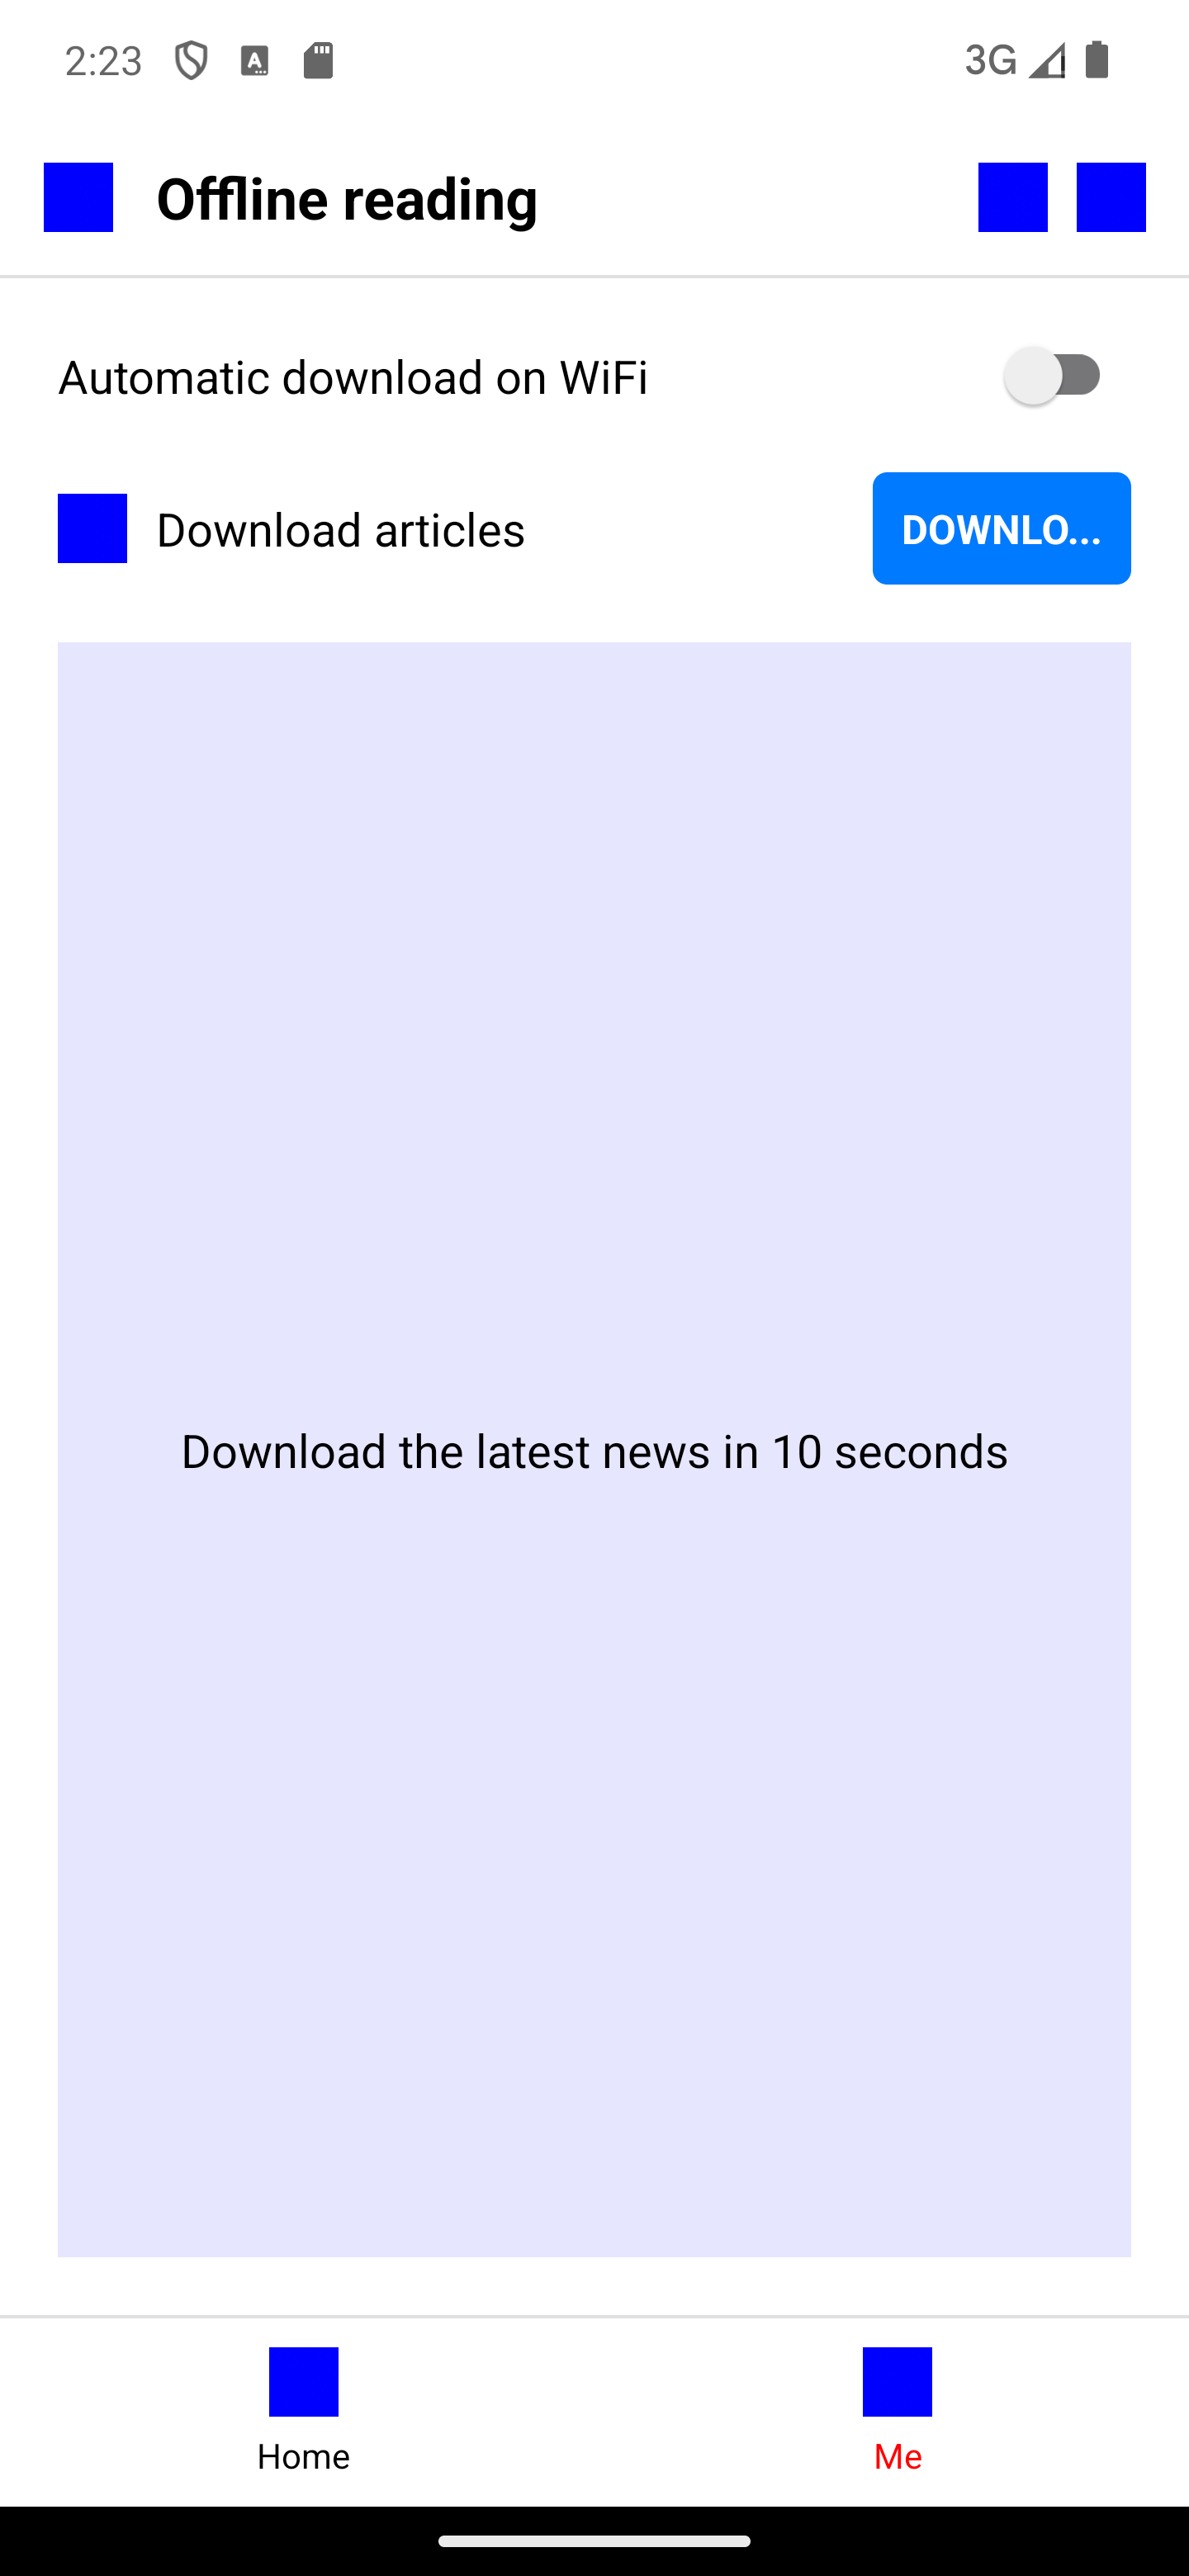 2:23
3G
Offline reading
Automatic download on WiFi
Download articles
DOWNLO...
Download the latest news in 10 seconds
Home
Me